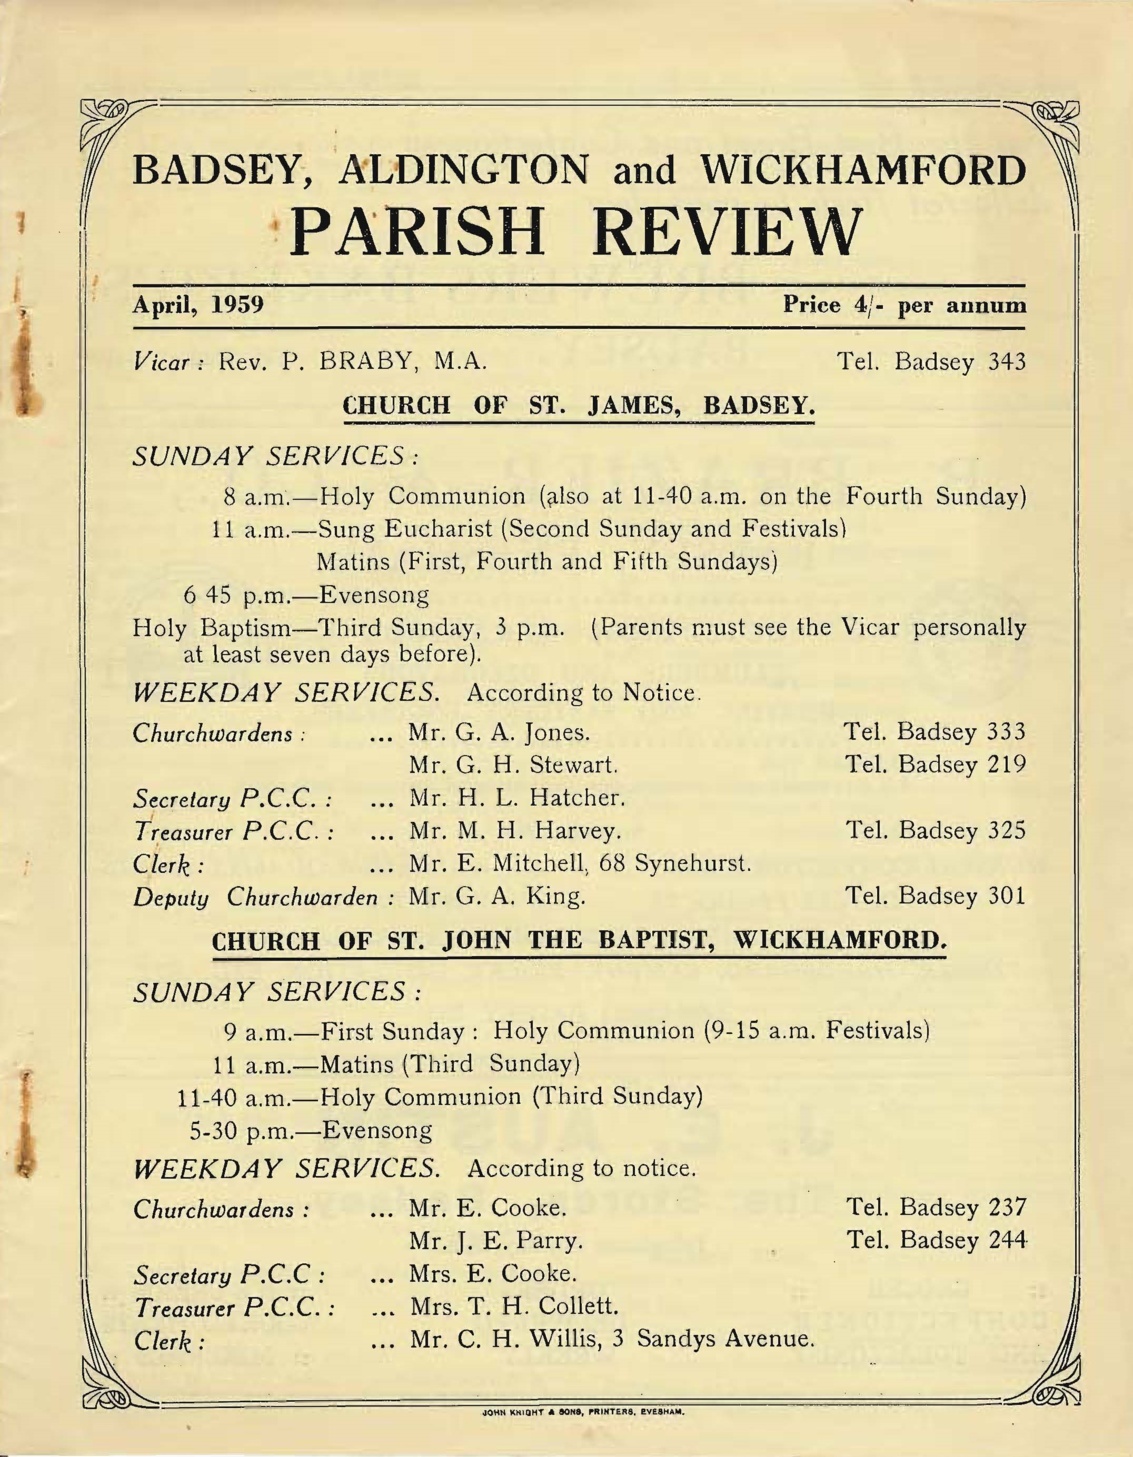 BADSEY, ALDINGTON and WICKHAMFORD
PARISH REVIEW
April, 1959 Price 4/- per annum
Vicar : Rev. P. BRABY, M.A. Tel. Badsey 343
CHURCH OF ST. JAMES, BADSEY.
SUNDAY SERVICES :
8 a.m.—Holy Communion (also at 11-40 a.m. on the Fourth Sunday)
11 a.m.—Sung Eucharist (Second Sunday and Festivals)
Matins (First, Fourth and Fifth Sundays)
6 45 p.m.—Evensong
Holy Baptism—Third Sunday, 3 p.m. (Parents must see the Vicar personally
at least seven days before).
WEEKDAY SERVICES. According to Notice.
Churchwardens : ... Mr. G. A. Jones. Tel. Badsey 333
Mr. G. H. Stewart. Tel. Badsey 219
Secretary P.C.C. : ... Mr. H. L. Hatcher.
Treasurer P.C.C. : ... Mr. M. H. Harvey. Tel. Badsey 325
Clerk : ... Mr. E. Mitchell, 68 Synehurst.
Deputy Churchwarden : Mr. G. A. King. Tel. Badsey 301
CHURCH OF ST. JOHN THE BAPTIST, WICKHAMFORD.
SUNDAY SERVICES :
9 a.m.—First Sunday : Holy Communion (9-15 a.m. Festivals)
11 a.m.—Matins (Third Sunday)
11-40 a.m.—Holy Communion (Third Sunday)
5-30 p.m.—Evensong
WEEKDAY SERVICES. According to notice.
Churchwardens : ... Mr. E. Cooke. Tel. Badsey 237
Mr. J. E. Parry. Tel. Badsey 244
Secretary P.C.C : ... Mrs. E. Cooke.
Treasurer P.C.C. : ... Mrs. T. H. Collett.
Clerk : ... Mr. C. H. Willis, 3 Sandys Avenue.
JOHN KNIGHT & SONS, PRINTERS, EVESHAM.